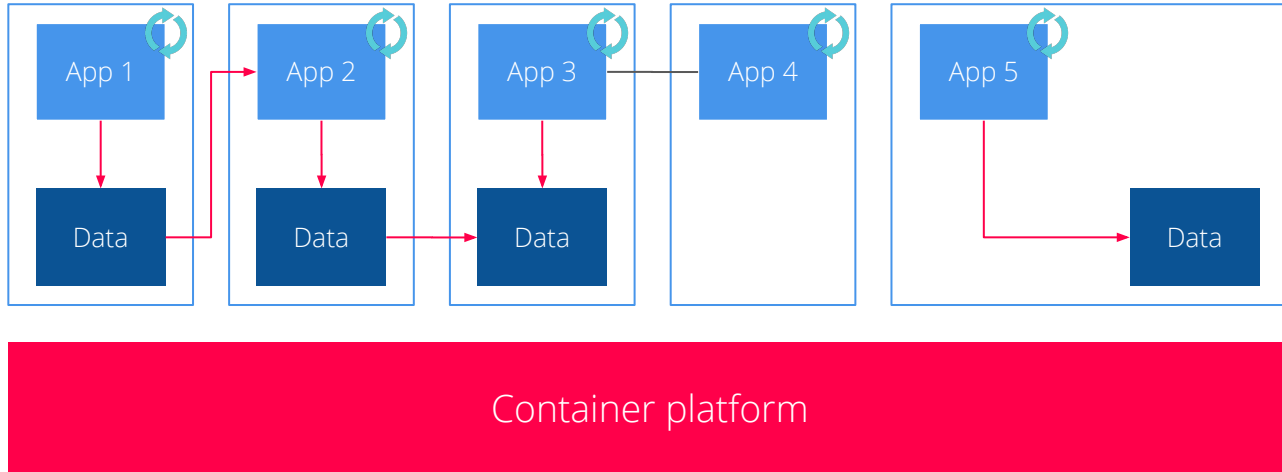 App 1
App 2
App 3
App 4
App 5
Data
Data
Data
Data
Container platform